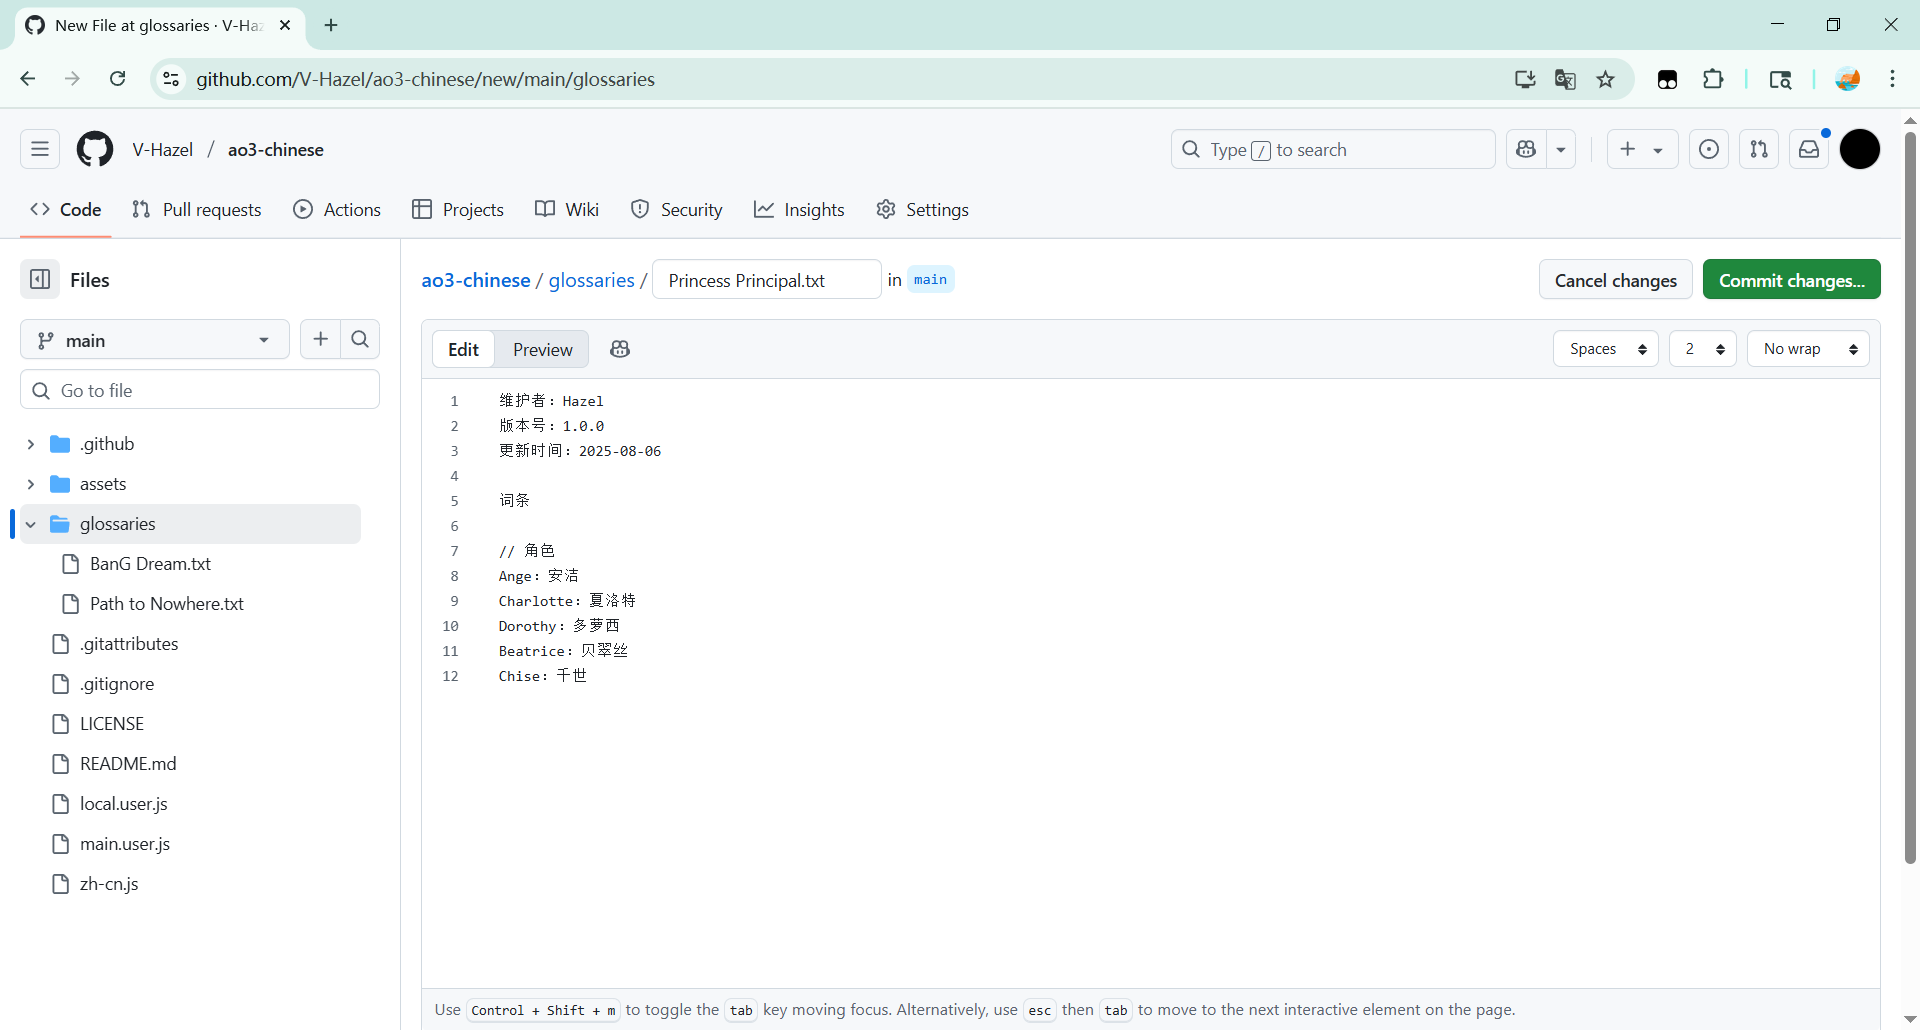 New File at glossaries · V-Haz
github.com/V-Hazel/ao3-chinese/new/main/glossaries
V-Hazel / ao3-chinese
Type / to search
Code
Pull requests
Actions
Projects
Wiki
Security
Insights
Settings
Files
main
Go to file
.github
assets
glossaries
BanG Dream.txt
Path to Nowhere.txt
.gitattributes
.gitignore
LICENSE
README.md
local.user.js
main.user.js
zh-cn.js
ao3-chinese / glossaries / Princess Principal.txt in main
Cancel changes
Commit changes...
Edit
Preview
Spaces
2
No wrap
1 维护者：Hazel
2 版本号：1.0.0
3 更新时间：2025-08-06
4
5 词条
6
7 // 角色
8 Ange：安洁
9 Charlotte：夏洛特
10 Dorothy：多萝西
11 Beatrice：贝翠丝
12 Chise：千世
Use Control + Shift + m to toggle the tab key moving focus. Alternatively, use esc then tab to move to the next interactive element on the page.